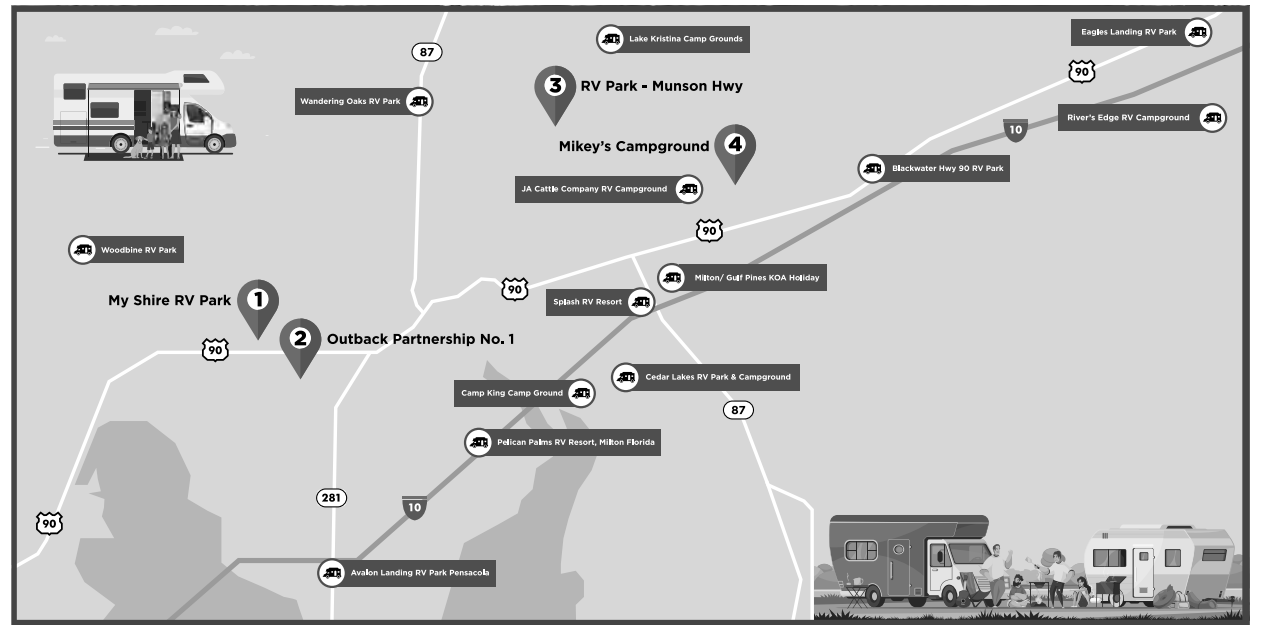 Lake Kristina Camp Grounds
Eagles Landing RV Park
87
90
3 RV Park - Munson Hwy
Wandering Oaks RV Park
River's Edge RV Campground
10
Mikey's Campground 4
Blackwater Hwy 90 RV Park
JA Cattle Company RV Campground
90
Woodbine RV Park
Milton/ Gulf Pines KOA Holiday
90
My Shire RV Park 1
Splash RV Resort
2 Outback Partnership No. 1
90
Cedar Lakes RV Park & Campground
Camp King Camp Ground
87
Pelican Palms RV Resort, Milton Florida
281
10
90
Avalon Landing RV Park Pensacola